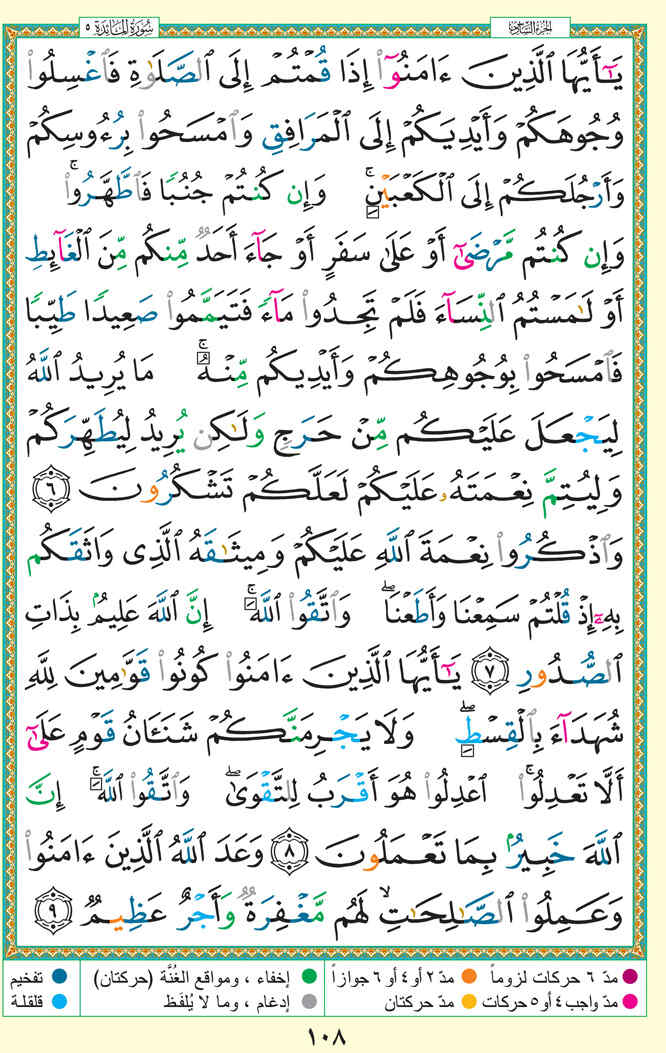 الجزء السادس
سُورَةُ المَائدَة ٥
يَٰٓأَيُّهَا ٱلَّذِينَ ءَامَنُوٓا۟ إِذَا قُمْتُمْ إِلَى ٱلصَّلَوٰةِ فَٱغْسِلُوا۟
وُجُوهَكُمْ وَأَيْدِيَكُمْ إِلَى ٱلْمَرَافِقِ وَٱمْسَحُوا۟ بِرُءُوسِكُمْ
وَأَرْجُلَكُمْ إِلَى ٱلْكَعْبَيْنِ ۚ وَإِن كُنتُمْ جُنُبًا فَٱطَّهَّرُوا۟ ۚ
وَإِن كُنتُم مَّرْضَىٰٓ أَوْ عَلَىٰ سَفَرٍ أَوْ جَآءَ أَحَدٌ مِّنكُم مِّنَ ٱلْغَآئِطِ
أَوْ لَٰمَسْتُمُ ٱلنِّسَآءَ فَلَمْ تَجِدُوا۟ مَآءً فَتَيَمَّمُوا۟ صَعِيدًا طَيِّبًا
فَٱمْسَحُوا۟ بِوُجُوهِكُمْ وَأَيْدِيكُم مِّنْهُ ۚ مَا يُرِيدُ ٱللَّهُ
لِيَجْعَلَ عَلَيْكُم مِّنْ حَرَجٍ وَلَٰكِن يُرِيدُ لِيُطَهِّرَكُمْ
وَلِيُتِمَّ نِعْمَتَهُۥ عَلَيْكُمْ لَعَلَّكُمْ تَشْكُرُونَ ٦
وَٱذْكُرُوا۟ نِعْمَةَ ٱللَّهِ عَلَيْكُمْ وَمِيثَٰقَهُ ٱلَّذِى وَاثَقَكُم
بِهِۦٓ إِذْ قُلْتُمْ سَمِعْنَا وَأَطَعْنَا ۖ وَٱتَّقُوا۟ ٱللَّهَ ۚ إِنَّ ٱللَّهَ عَلِيمٌۢ بِذَاتِ
ٱلصُّدُورِ ٧ يَٰٓأَيُّهَا ٱلَّذِينَ ءَامَنُوا۟ كُونُوا۟ قَوَّٰمِينَ لِلَّهِ
شُهَدَآءَ بِٱلْقِسْطِ ۖ وَلَا يَجْرِمَنَّكُمْ شَنَـَٔانُ قَوْمٍ عَلَىٰٓ
أَلَّا تَعْدِلُوا۟ ۚ ٱعْدِلُوا۟ هُوَ أَقْرَبُ لِلتَّقْوَىٰ ۖ وَٱتَّقُوا۟ ٱللَّهَ ۚ إِنَّ
ٱللَّهَ خَبِيرٌۢ بِمَا تَعْمَلُونَ ٨ وَعَدَ ٱللَّهُ ٱلَّذِينَ ءَامَنُوا۟
وَعَمِلُوا۟ ٱلصَّٰلِحَٰتِ ۙ لَهُم مَّغْفِرَةٌ وَأَجْرٌ عَظِيمٌ ٩
مدّ ٦ حركات لزوماً مدّ ٢ أو ٤ أو ٦ جوازاً إخفاء ، ومواقع الغُنَّة (حركتان) تفخيم
مدّ واجب ٤ أو ٥ حركات مدّ حركتان إدغام ، وما لا يُلفَظ قلقلة
١٠٨